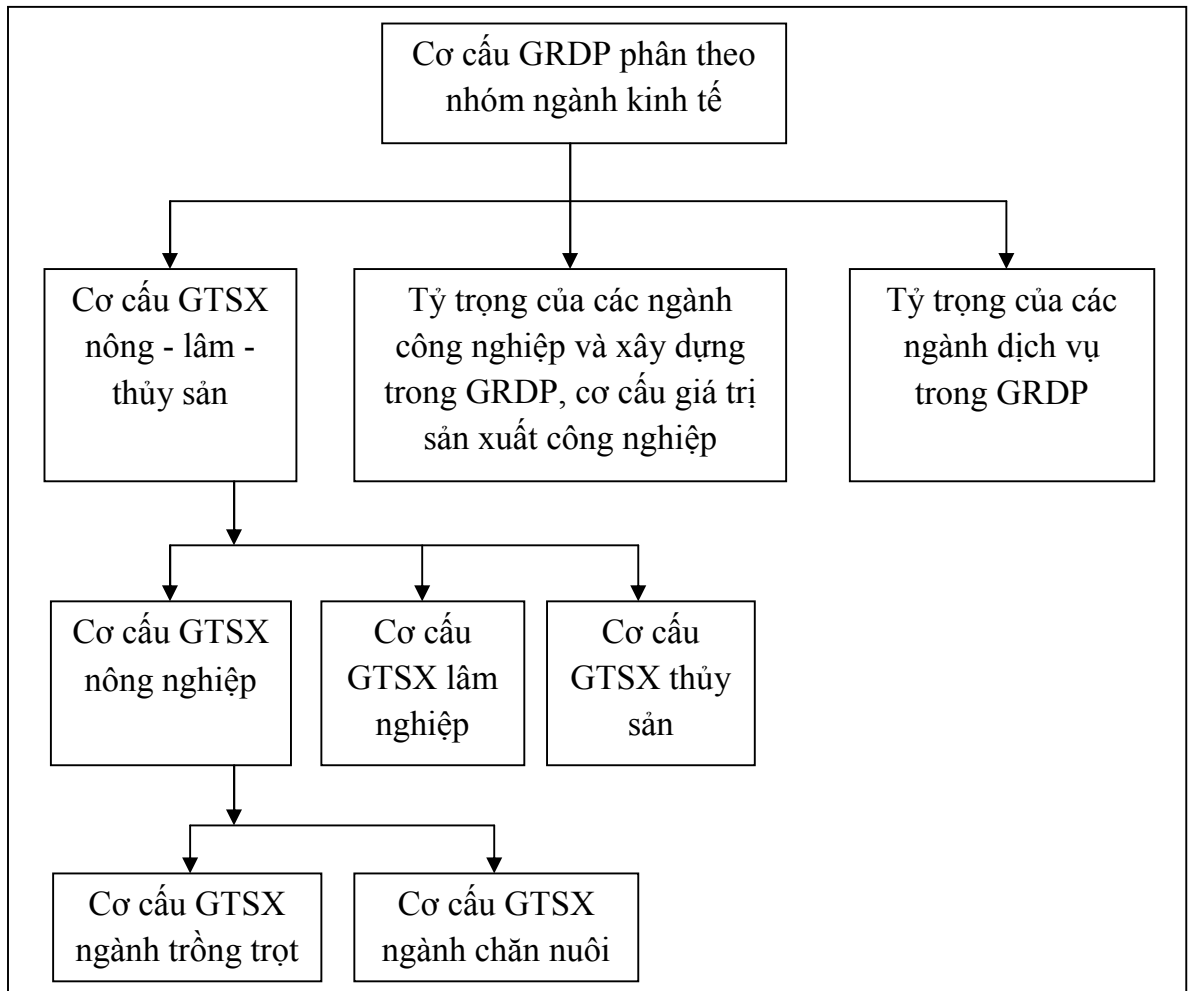 Cơ cấu GRDP phân theo
nhóm ngành kinh tế
Cơ cấu GTSX
nông - lâm -
thủy sản
Tỷ trọng của các ngành
công nghiệp và xây dựng
trong GRDP, cơ cấu giá trị
sản xuất công nghiệp
Tỷ trọng của các
ngành dịch vụ
trong GRDP
Cơ cấu GTSX
nông nghiệp
Cơ cấu
GTSX lâm
nghiệp
Cơ cấu
GTSX thủy
sản
Cơ cấu GTSX
ngành trồng trọt
Cơ cấu GTSX
ngành chăn nuôi